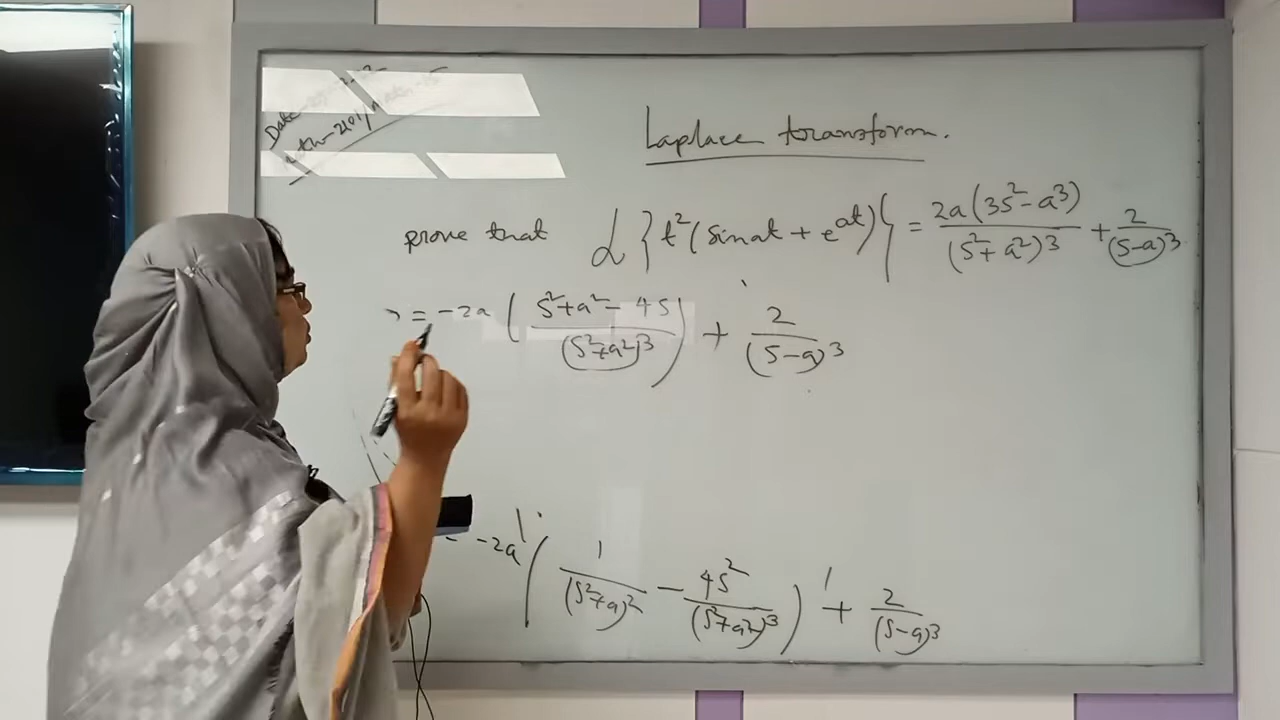 Laplace transform.
prove that L{t²(sinat + e^at)} = 2a(3s²-a³)/(s²+a²)³ + 2/(s-a)³
= -2a ( (s²+a²-4s)/(s²+a²)³ ) + 2/(s-a)³
-2a ( 1/(s²+a)² - 4s²/(s²+a²)³ ) + 2/(s-a)³